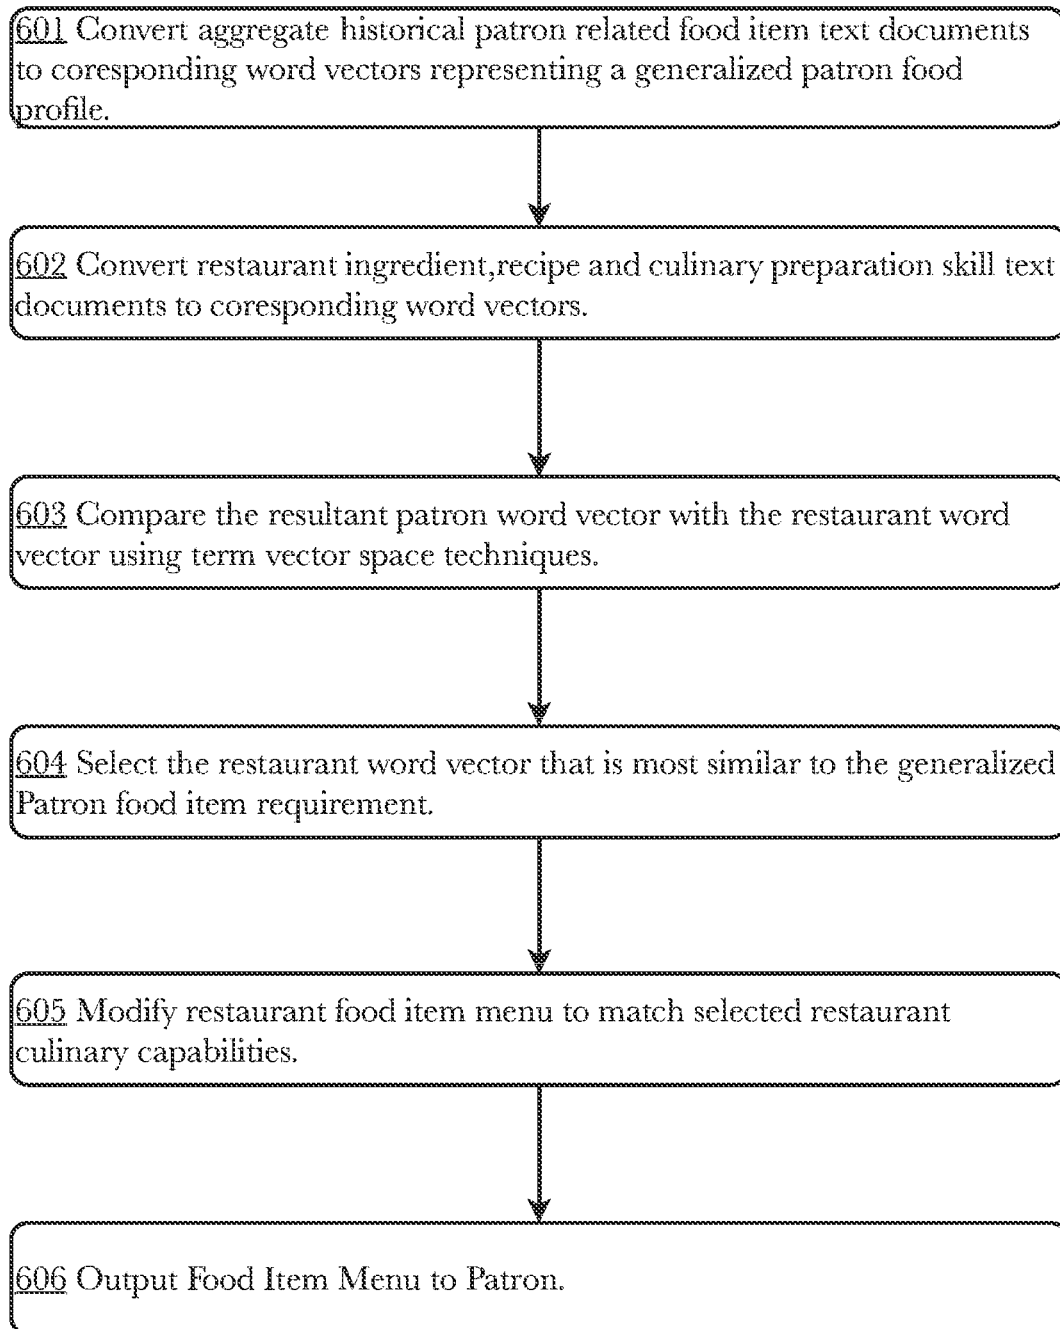 601 Convert aggregate historical patron related food item text documents
to coresponding word vectors representing a generalized patron food
profile.
602 Convert restaurant ingredient,recipe and culinary preparation skill text
documents to coresponding word vectors.
603 Compare the resultant patron word vector with the restaurant word
vector using term vector space techniques.
604 Select the restaurant word vector that is most similar to the generalized
Patron food item requirement.
605 Modify restaurant food item menu to match selected restaurant
culinary capabilities.
606 Output Food Item Menu to Patron.